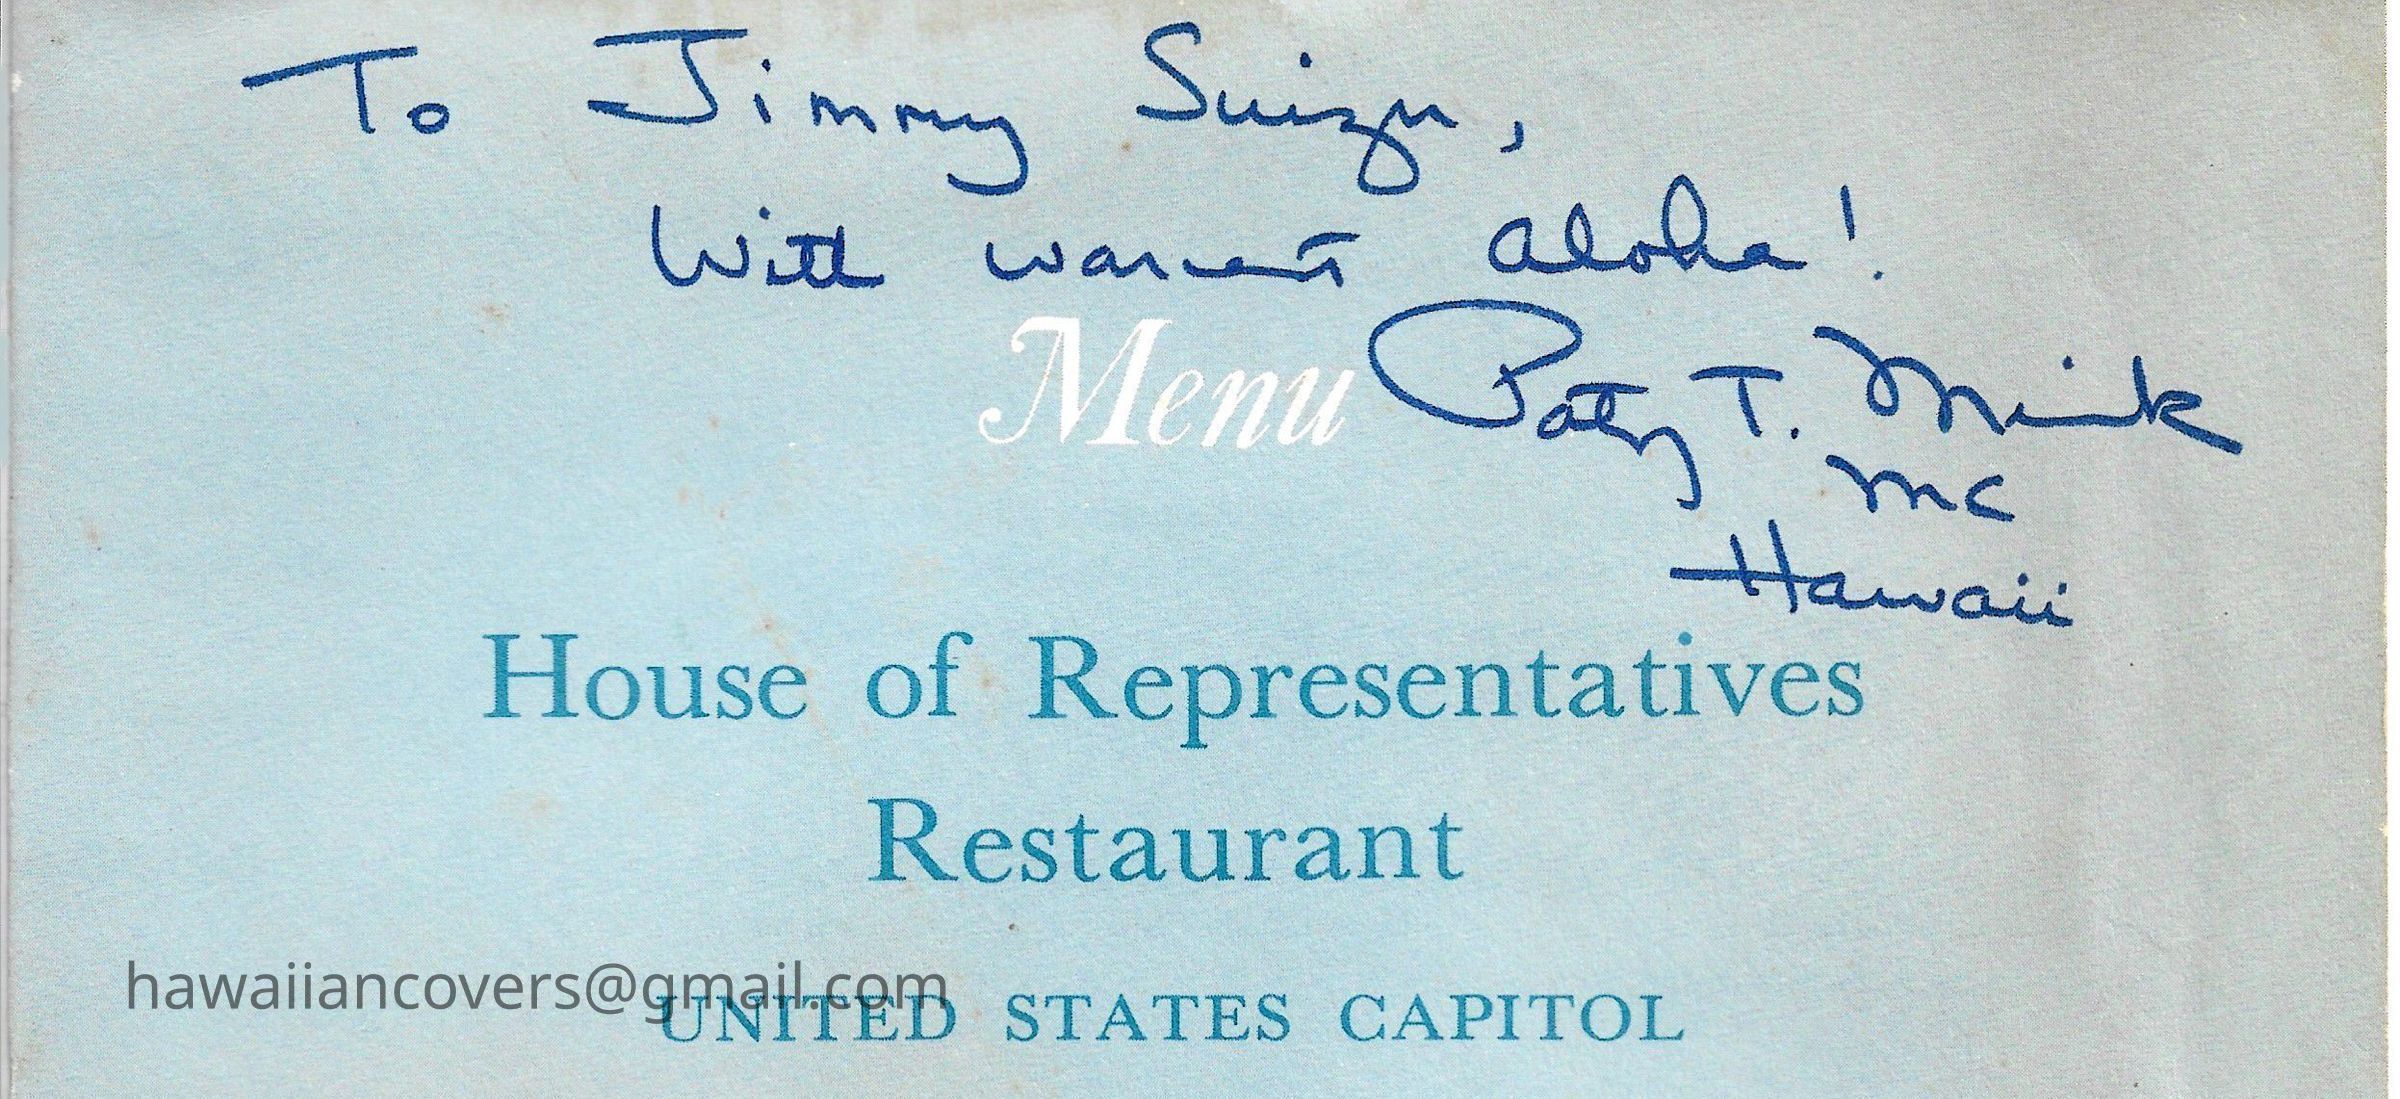 To Jimmy Suizu,
With warmest aloha!
Menu
Patsy T. Mink
MC
Hawaii
House of Representatives
Restaurant
hawaiiancovers@gmail.com
UNITED STATES CAPITOL